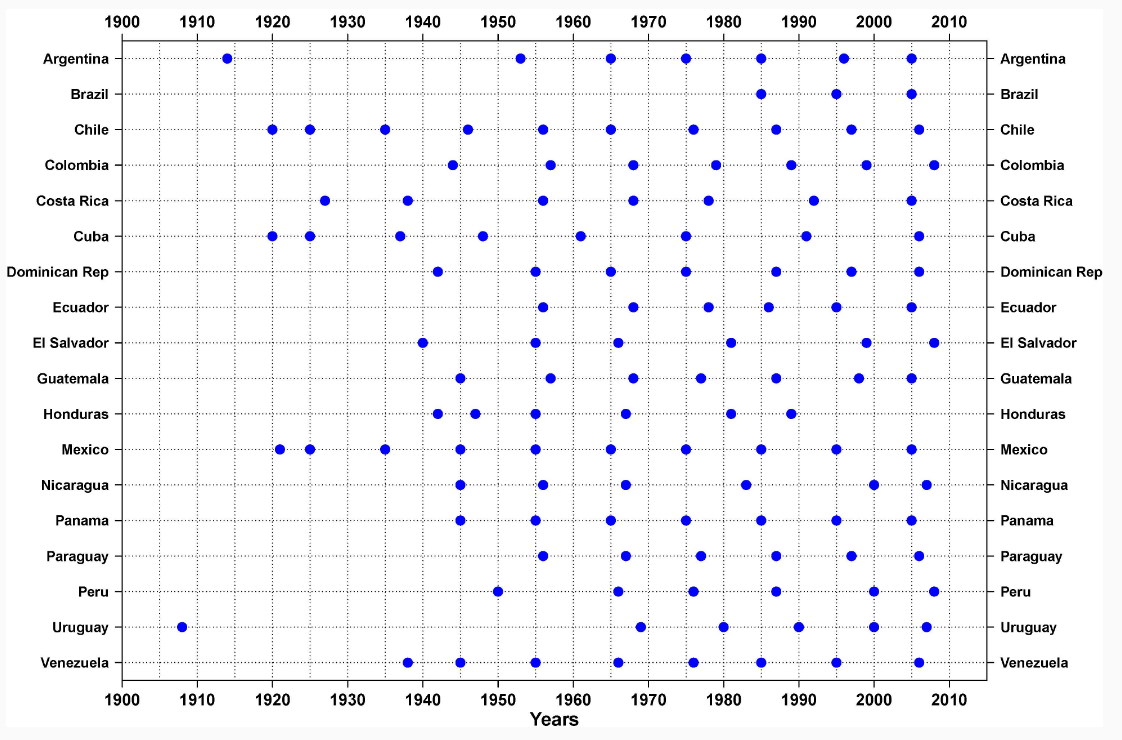 1900 1910 1920 1930 1940 1950 1960 1970 1980 1990 2000 2010
Argentina Argentina
Brazil Brazil
Chile Chile
Colombia Colombia
Costa Rica Costa Rica
Cuba Cuba
Dominican Rep Dominican Rep
Ecuador Ecuador
El Salvador El Salvador
Guatemala Guatemala
Honduras Honduras
Mexico Mexico
Nicaragua Nicaragua
Panama Panama
Paraguay Paraguay
Peru Peru
Uruguay Uruguay
Venezuela Venezuela
1900 1910 1920 1930 1940 1950 1960 1970 1980 1990 2000 2010
Years